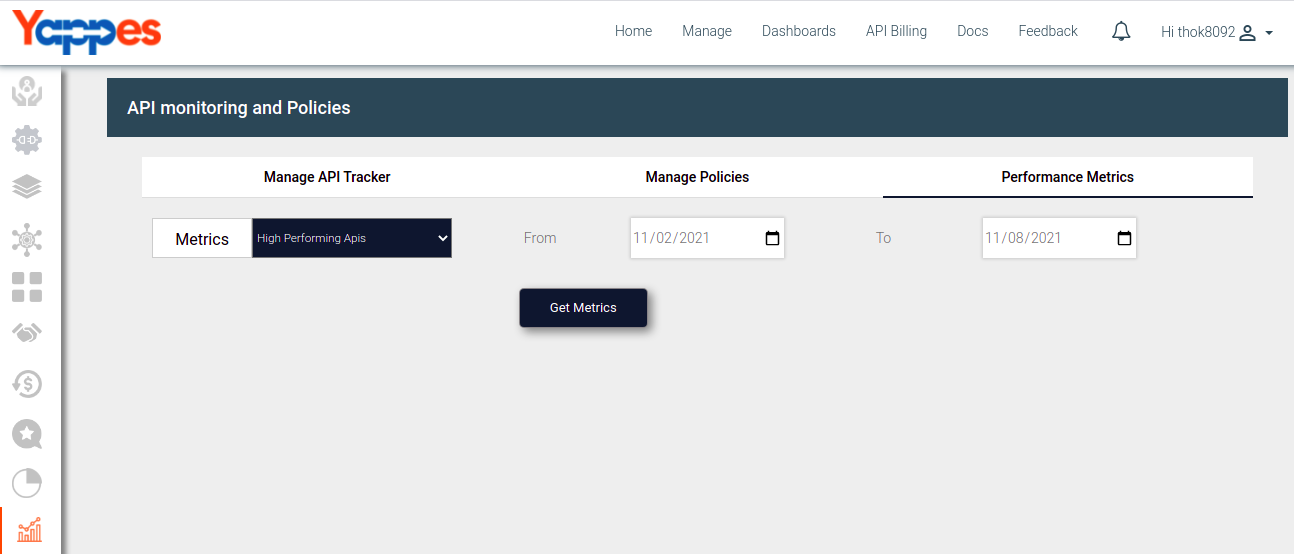 Yappes
Home Manage Dashboards API Billing Docs Feedback Hi thok8092
API monitoring and Policies
Manage API Tracker Manage Policies Performance Metrics
Metrics High Performing Apis From 11/02/2021 To 11/08/2021
Get Metrics